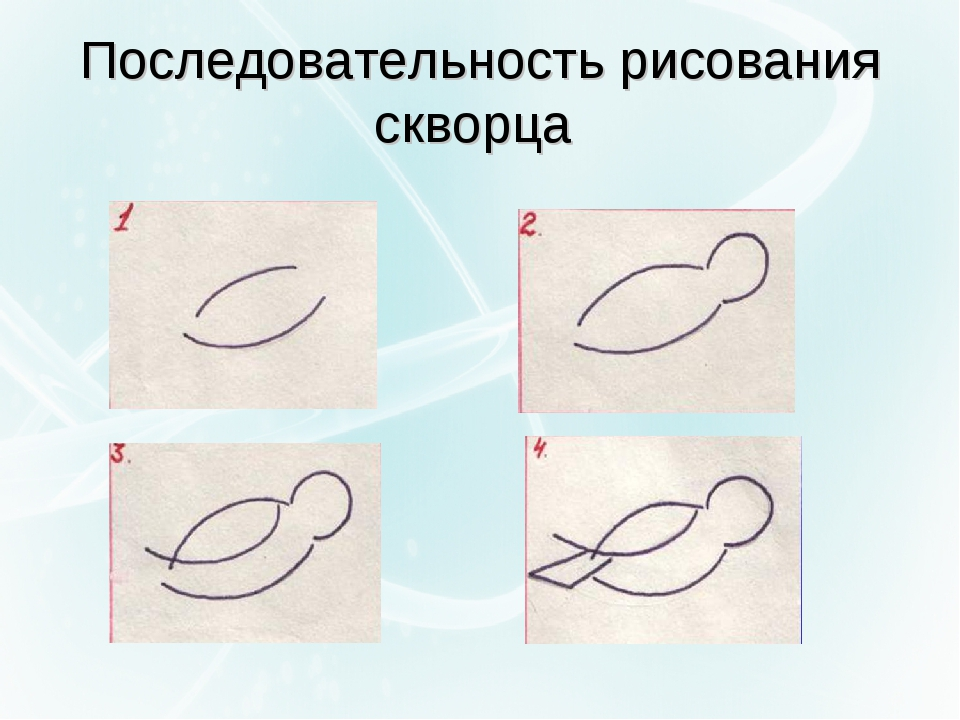 Последовательность рисования
скворца
1
2.
3.
4.